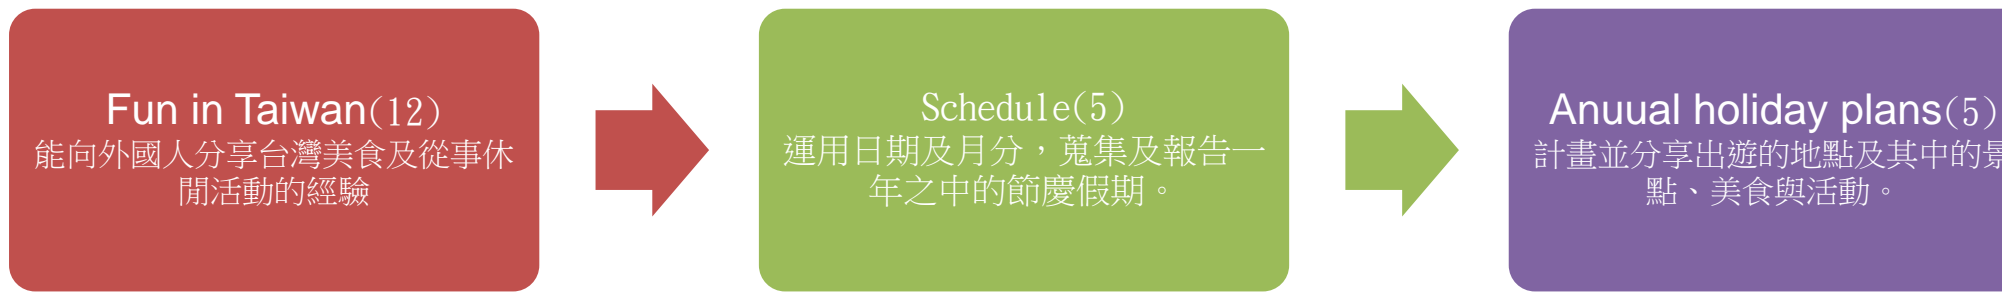 Fun in Taiwan(12)
能向外國人分享台灣美食及從事休
閒活動的經驗
Schedule(5)
運用日期及月分，蒐集及報告一
年之中的節慶假期。
Anuual holiday plans(5)
計畫並分享出遊的地點及其中的景
點、美食與活動。